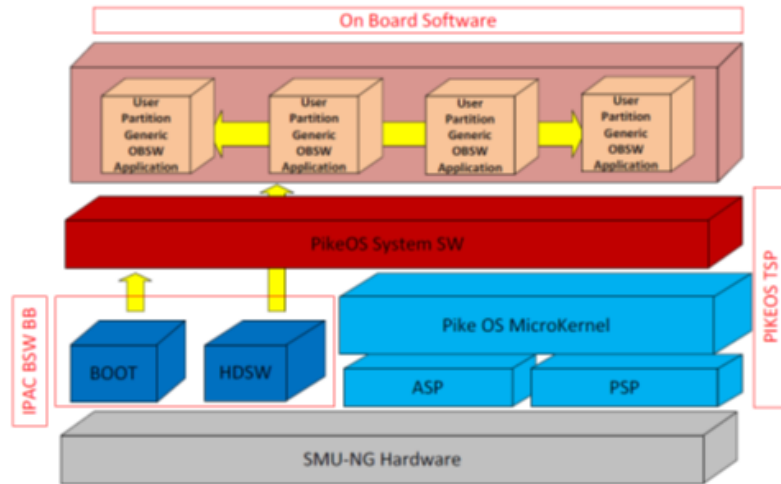 On Board Software
User
Partition
Generic
OBSW
Application
User
Partition
Generic
OBSW
Application
User
Partition
Generic
OBSW
Application
User
Partition
Generic
OBSW
Application
PikeOS System SW
PIKEOS TSP
IPAC BSW BB
BOOT
HDSW
Pike OS MicroKernel
ASP
PSP
SMU-NG Hardware